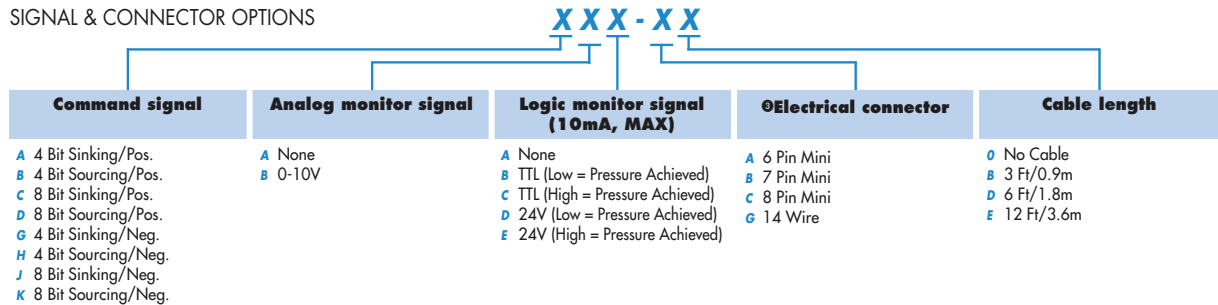 SIGNAL & CONNECTOR OPTIONS
X X X - X X
Command signal
A 4 Bit Sinking/Pos.
B 4 Bit Sourcing/Pos.
C 8 Bit Sinking/Pos.
D 8 Bit Sourcing/Pos.
G 4 Bit Sinking/Neg.
H 4 Bit Sourcing/Neg.
J 8 Bit Sinking/Neg.
K 8 Bit Sourcing/Neg.
Analog monitor signal
A None
B 0-10V
Logic monitor signal
(10mA, MAX)
A None
B TTL (Low = Pressure Achieved)
C TTL (High = Pressure Achieved)
D 24V (Low = Pressure Achieved)
E 24V (High = Pressure Achieved)
❸Electrical connector
A 6 Pin Mini
B 7 Pin Mini
C 8 Pin Mini
G 14 Wire
Cable length
0 No Cable
B 3 Ft/0.9m
D 6 Ft/1.8m
E 12 Ft/3.6m